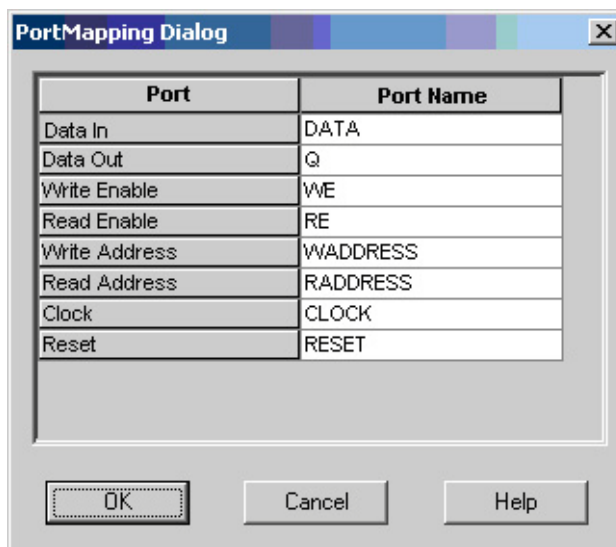 PortMapping Dialog
Port Port Name
Data In DATA
Data Out Q
Write Enable WE
Read Enable RE
Write Address WADDRESS
Read Address RADDRESS
Clock CLOCK
Reset RESET
OK Cancel Help